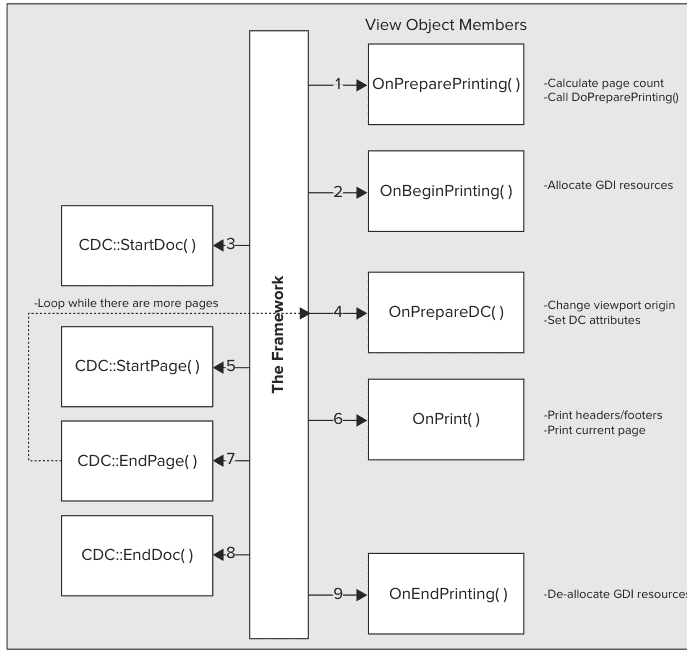 View Object Members
1
OnPreparePrinting( )
-Calculate page count
-Call DoPreparePrinting()
2
OnBeginPrinting( )
-Allocate GDI resources
CDC::StartDoc( )
3
-Loop while there are more pages
The Framework
4
OnPrepareDC( )
-Change viewport origin
-Set DC attributes
CDC::StartPage( )
5
6
OnPrint( )
-Print headers/footers
-Print current page
CDC::EndPage( )
7
CDC::EndDoc( )
8
9
OnEndPrinting( )
-De-allocate GDI resources